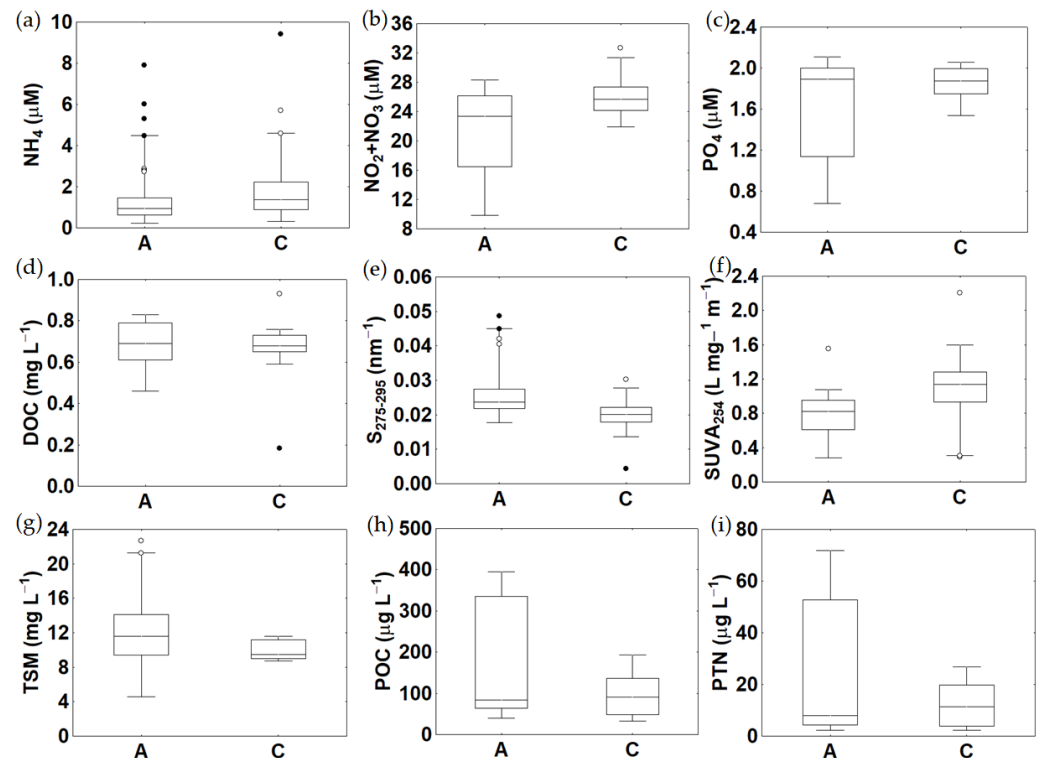 (a)
10
8
6
4
2
0
NH₄ (μM)
A C
(b)
36
32
28
24
20
16
12
8
NO₂+NO₃ (μM)
A C
(c)
2.4
2.0
1.6
1.2
0.8
0.4
PO₄ (μM)
A C
(d)
1.0
0.8
0.6
0.4
0.2
0.0
DOC (mg L⁻¹)
A C
(e)
0.06
0.05
0.04
0.03
0.02
0.01
0.00
S₂₇₅₋₂₉₅ (nm⁻¹)
A C
(f)
2.4
2.0
1.6
1.2
0.8
0.4
0.0
SUVA₂₅₄ (L mg⁻¹ m⁻¹)
A C
(g)
24
20
16
12
8
4
0
TSM (mg L⁻¹)
A C
(h)
500
400
300
200
100
0
POC (μg L⁻¹)
A C
(i)
80
60
40
20
0
PTN (μg L⁻¹)
A C